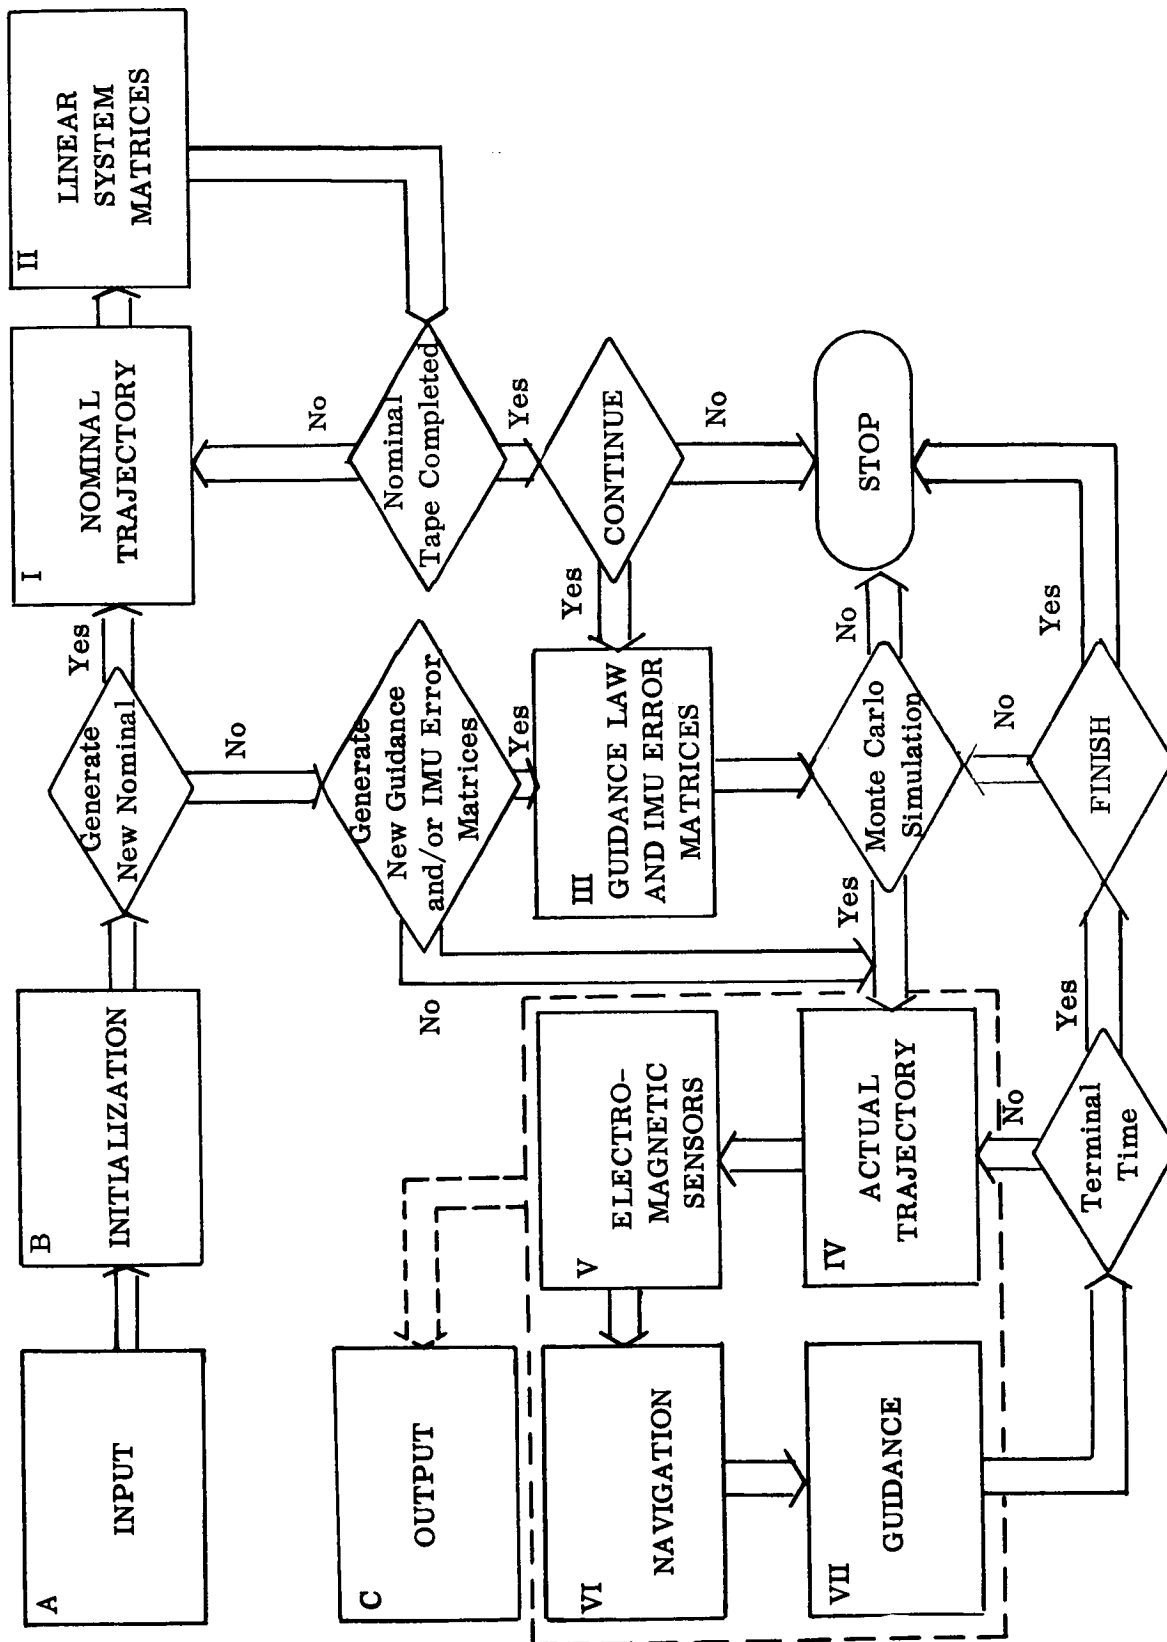 A
INPUT
B
INITIALIZATION
Generate
New Nominal
Yes
No
I
NOMINAL
TRAJECTORY
II
LINEAR
SYSTEM
MATRICES
C
OUTPUT
No
Generate
New Guidance
and/or IMU Error
Matrices
Yes
Nominal
Tape Completed
No
Yes
VI
NAVIGATION
V
ELECTRO-
MAGNETIC
SENSORS
III
GUIDANCE LAW
AND IMU ERROR
MATRICES
Yes
CONTINUE
No
VII
GUIDANCE
IV
ACTUAL
TRAJECTORY
Yes
Monte Carlo
Simulation
No
STOP
No
Terminal
Time
Yes
No
FINISH
Yes